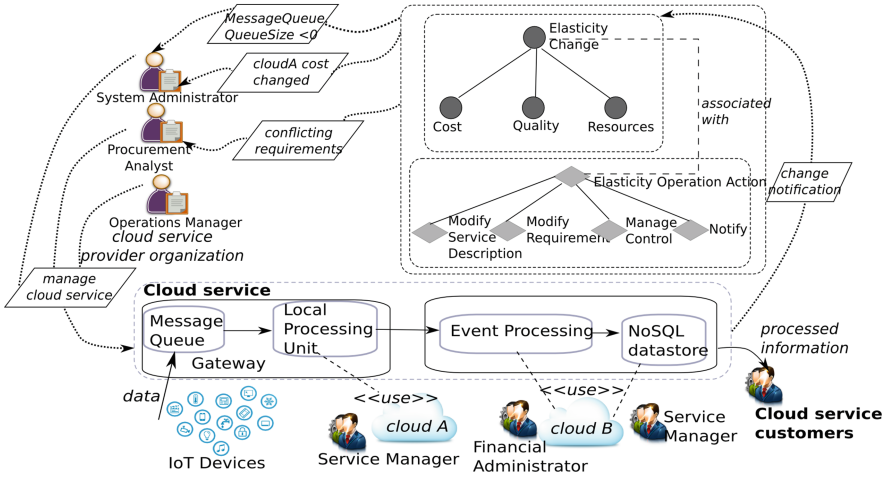 MessageQueue
QueueSize <0
cloudA cost
changed
System Administrator
conflicting
requirements
Procurement
Analyst
Operations Manager
cloud service
provider organization
manage
cloud service
Elasticity
Change
Cost
Quality
Resources
associated
with
Elasticity Operation Action
Modify
Service
Description
Modify
Requirement
Manage
Control
Notify
change
notification
Cloud service
Message
Queue
Local
Processing
Unit
Gateway
Event Processing
NoSQL
datastore
processed
information
data
IoT Devices
<<use>>
cloud A
Service Manager
<<use>>
cloud B
Financial
Administrator
Service
Manager
Cloud service
customers